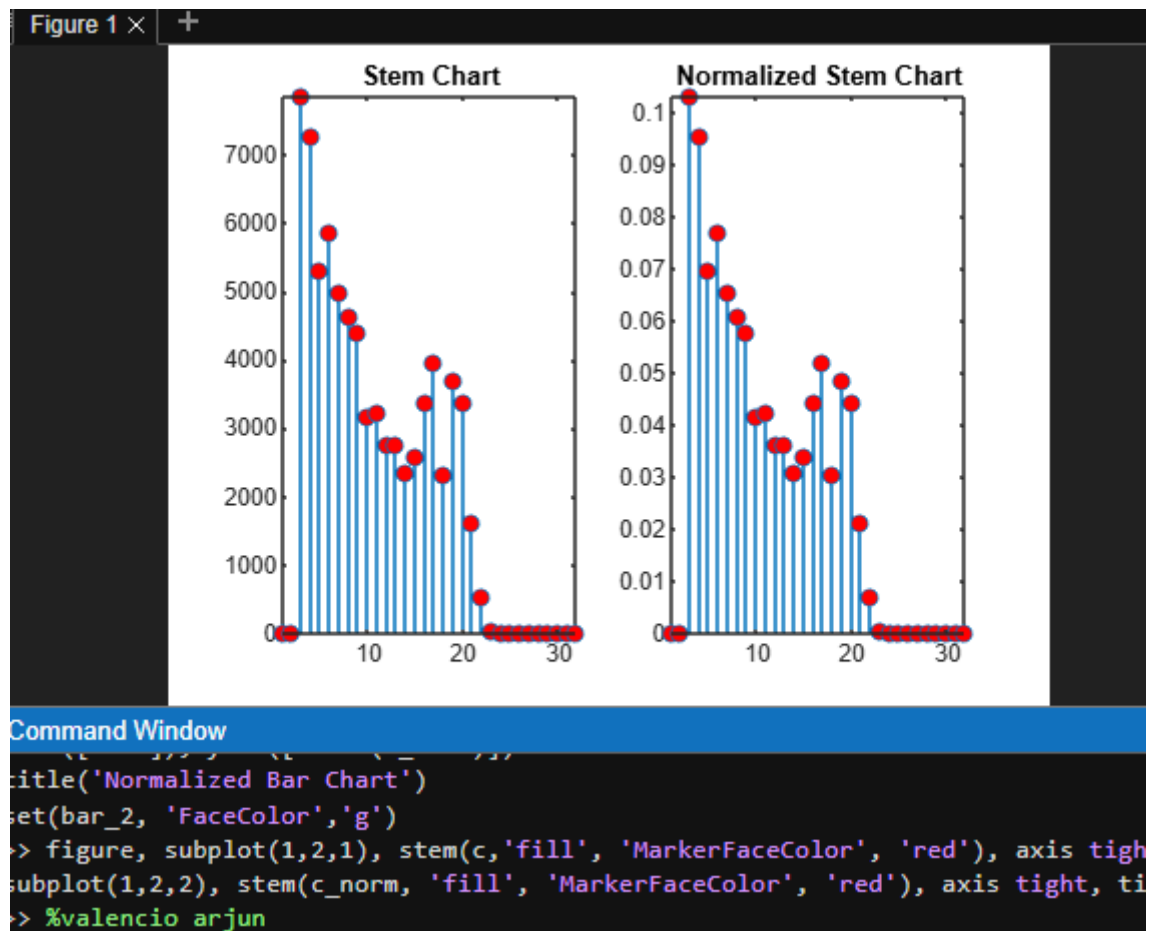 Figure 1 × +
Stem Chart
7000
6000
5000
4000
3000
2000
1000
0
10 20 30
Normalized Stem Chart
0.1
0.09
0.08
0.07
0.06
0.05
0.04
0.03
0.02
0.01
0
10 20 30
Command Window
title('Normalized Bar Chart')
set(bar_2, 'FaceColor','g')
>> figure, subplot(1,2,1), stem(c,'fill', 'MarkerFaceColor', 'red'), axis tigh
subplot(1,2,2), stem(c_norm, 'fill', 'MarkerFaceColor', 'red'), axis tight, ti
>> %valencio arjun